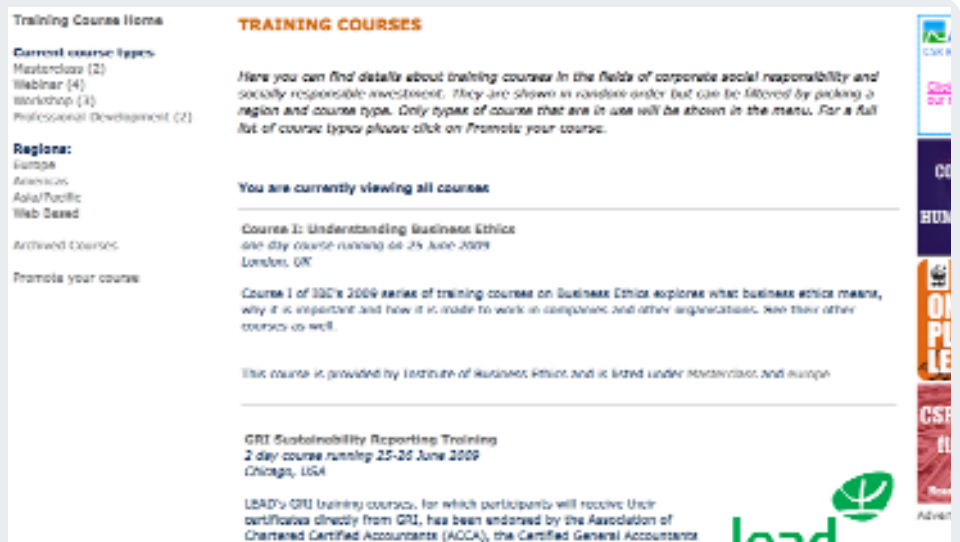 Training Course Home
Current course types
Masterclass (2)
Webinar (4)
Workshop (3)
Professional Development (2)
Regions:
Europe
Americas
Asia/Pacific
Web Based
Archived Courses
Promote your course
TRAINING COURSES
Here you can find details about training courses in the fields of corporate social responsibility and
socially responsible investment. They are shown in random order but can be filtered by picking a
region and course type. Only types of course that are in use will be shown in the menu. For a full
list of course types please click on Promote your course.
You are currently viewing all courses
Course I: Understanding Business Ethics
one day course running on 25 June 2009
London, UK
Course I of IBE's 2009 series of training courses on Business Ethics explores what business ethics means,
why it is important and how it is made to work in companies and other organisations. See their other
courses as well.
This course is provided by Institute of Business Ethics and is listed under Masterclass and europe
GRI Sustainability Reporting Training
2 day course running 25-26 June 2009
Chicago, USA
LEAD's GRI training courses, for which participants will receive their
certificates directly from GRI, has been endorsed by the Association of
Chartered Certified Accountants (ACCA), the Certified General Accountants
lead
CSR
our
CO
HUM
ON
PL
LE
CSR